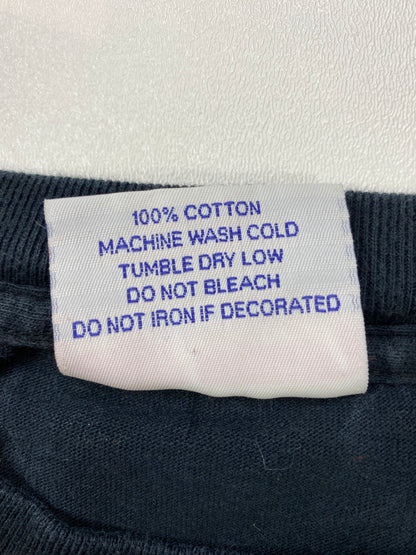 100% COTTON
MACHINE WASH COLD
TUMBLE DRY LOW
DO NOT BLEACH
DO NOT IRON IF DECORATED